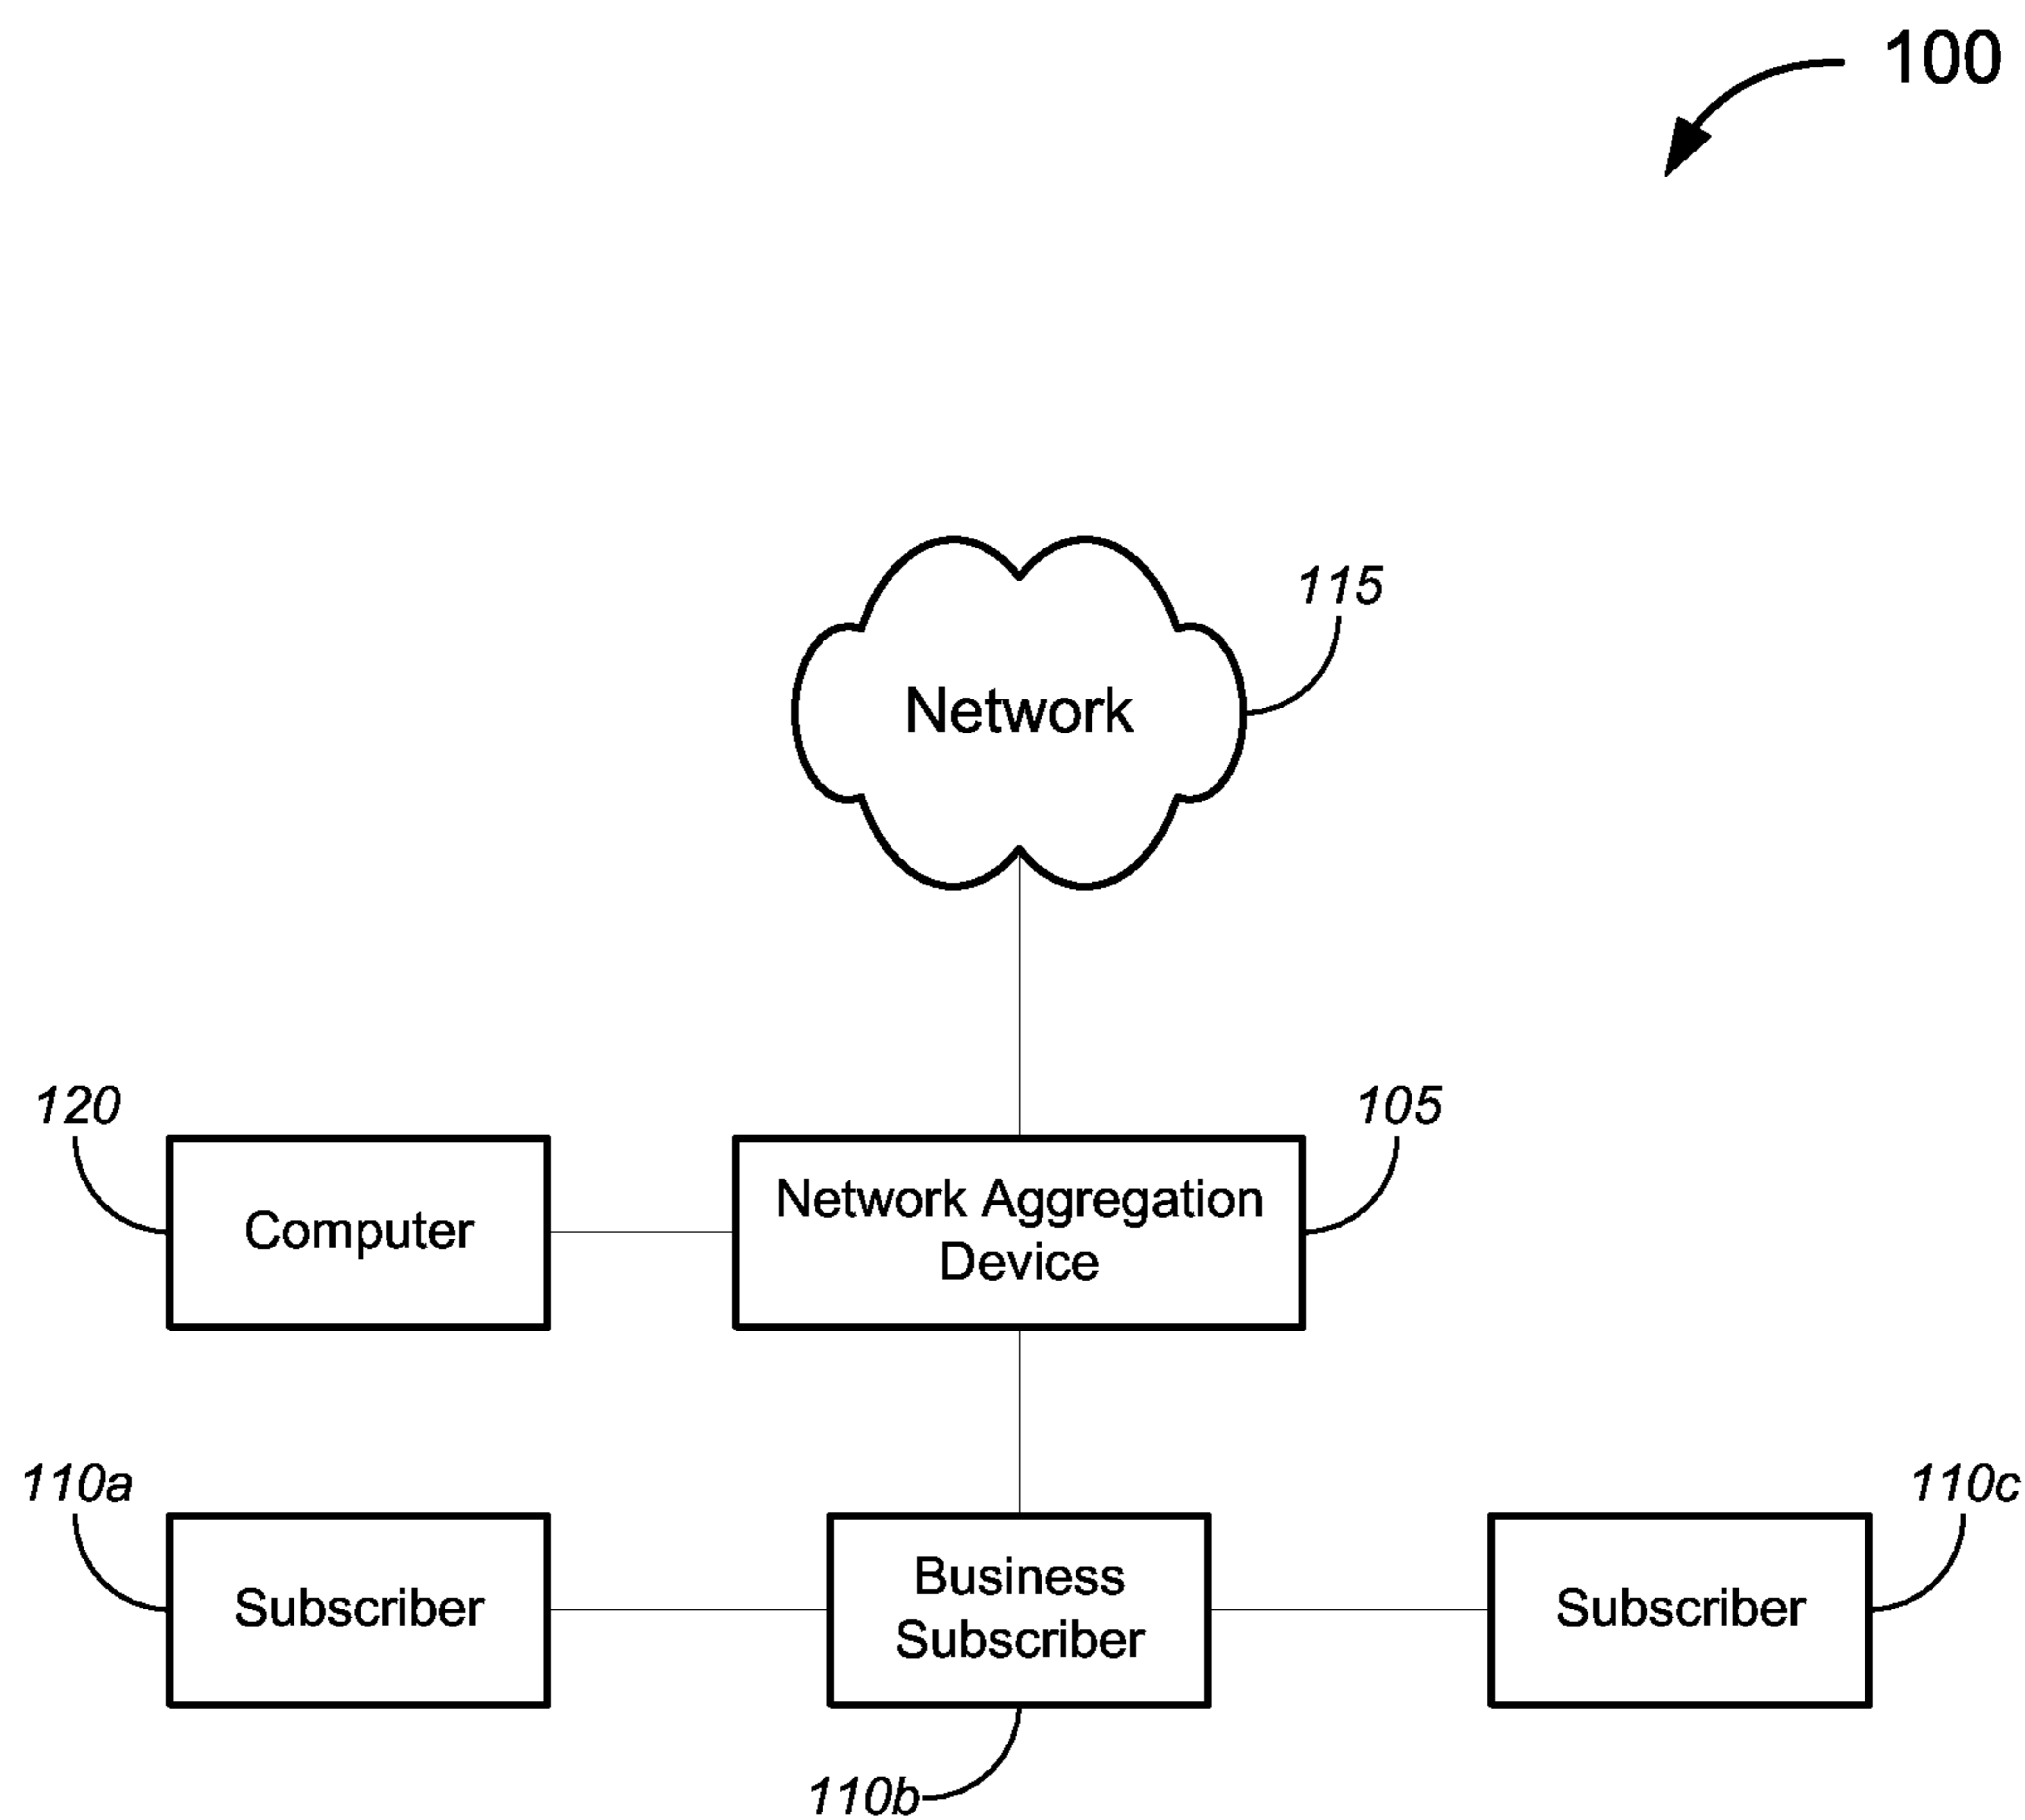 100
115
Network
120
105
Computer
Network Aggregation
Device
110a
110c
Subscriber
Business
Subscriber
Subscriber
110b